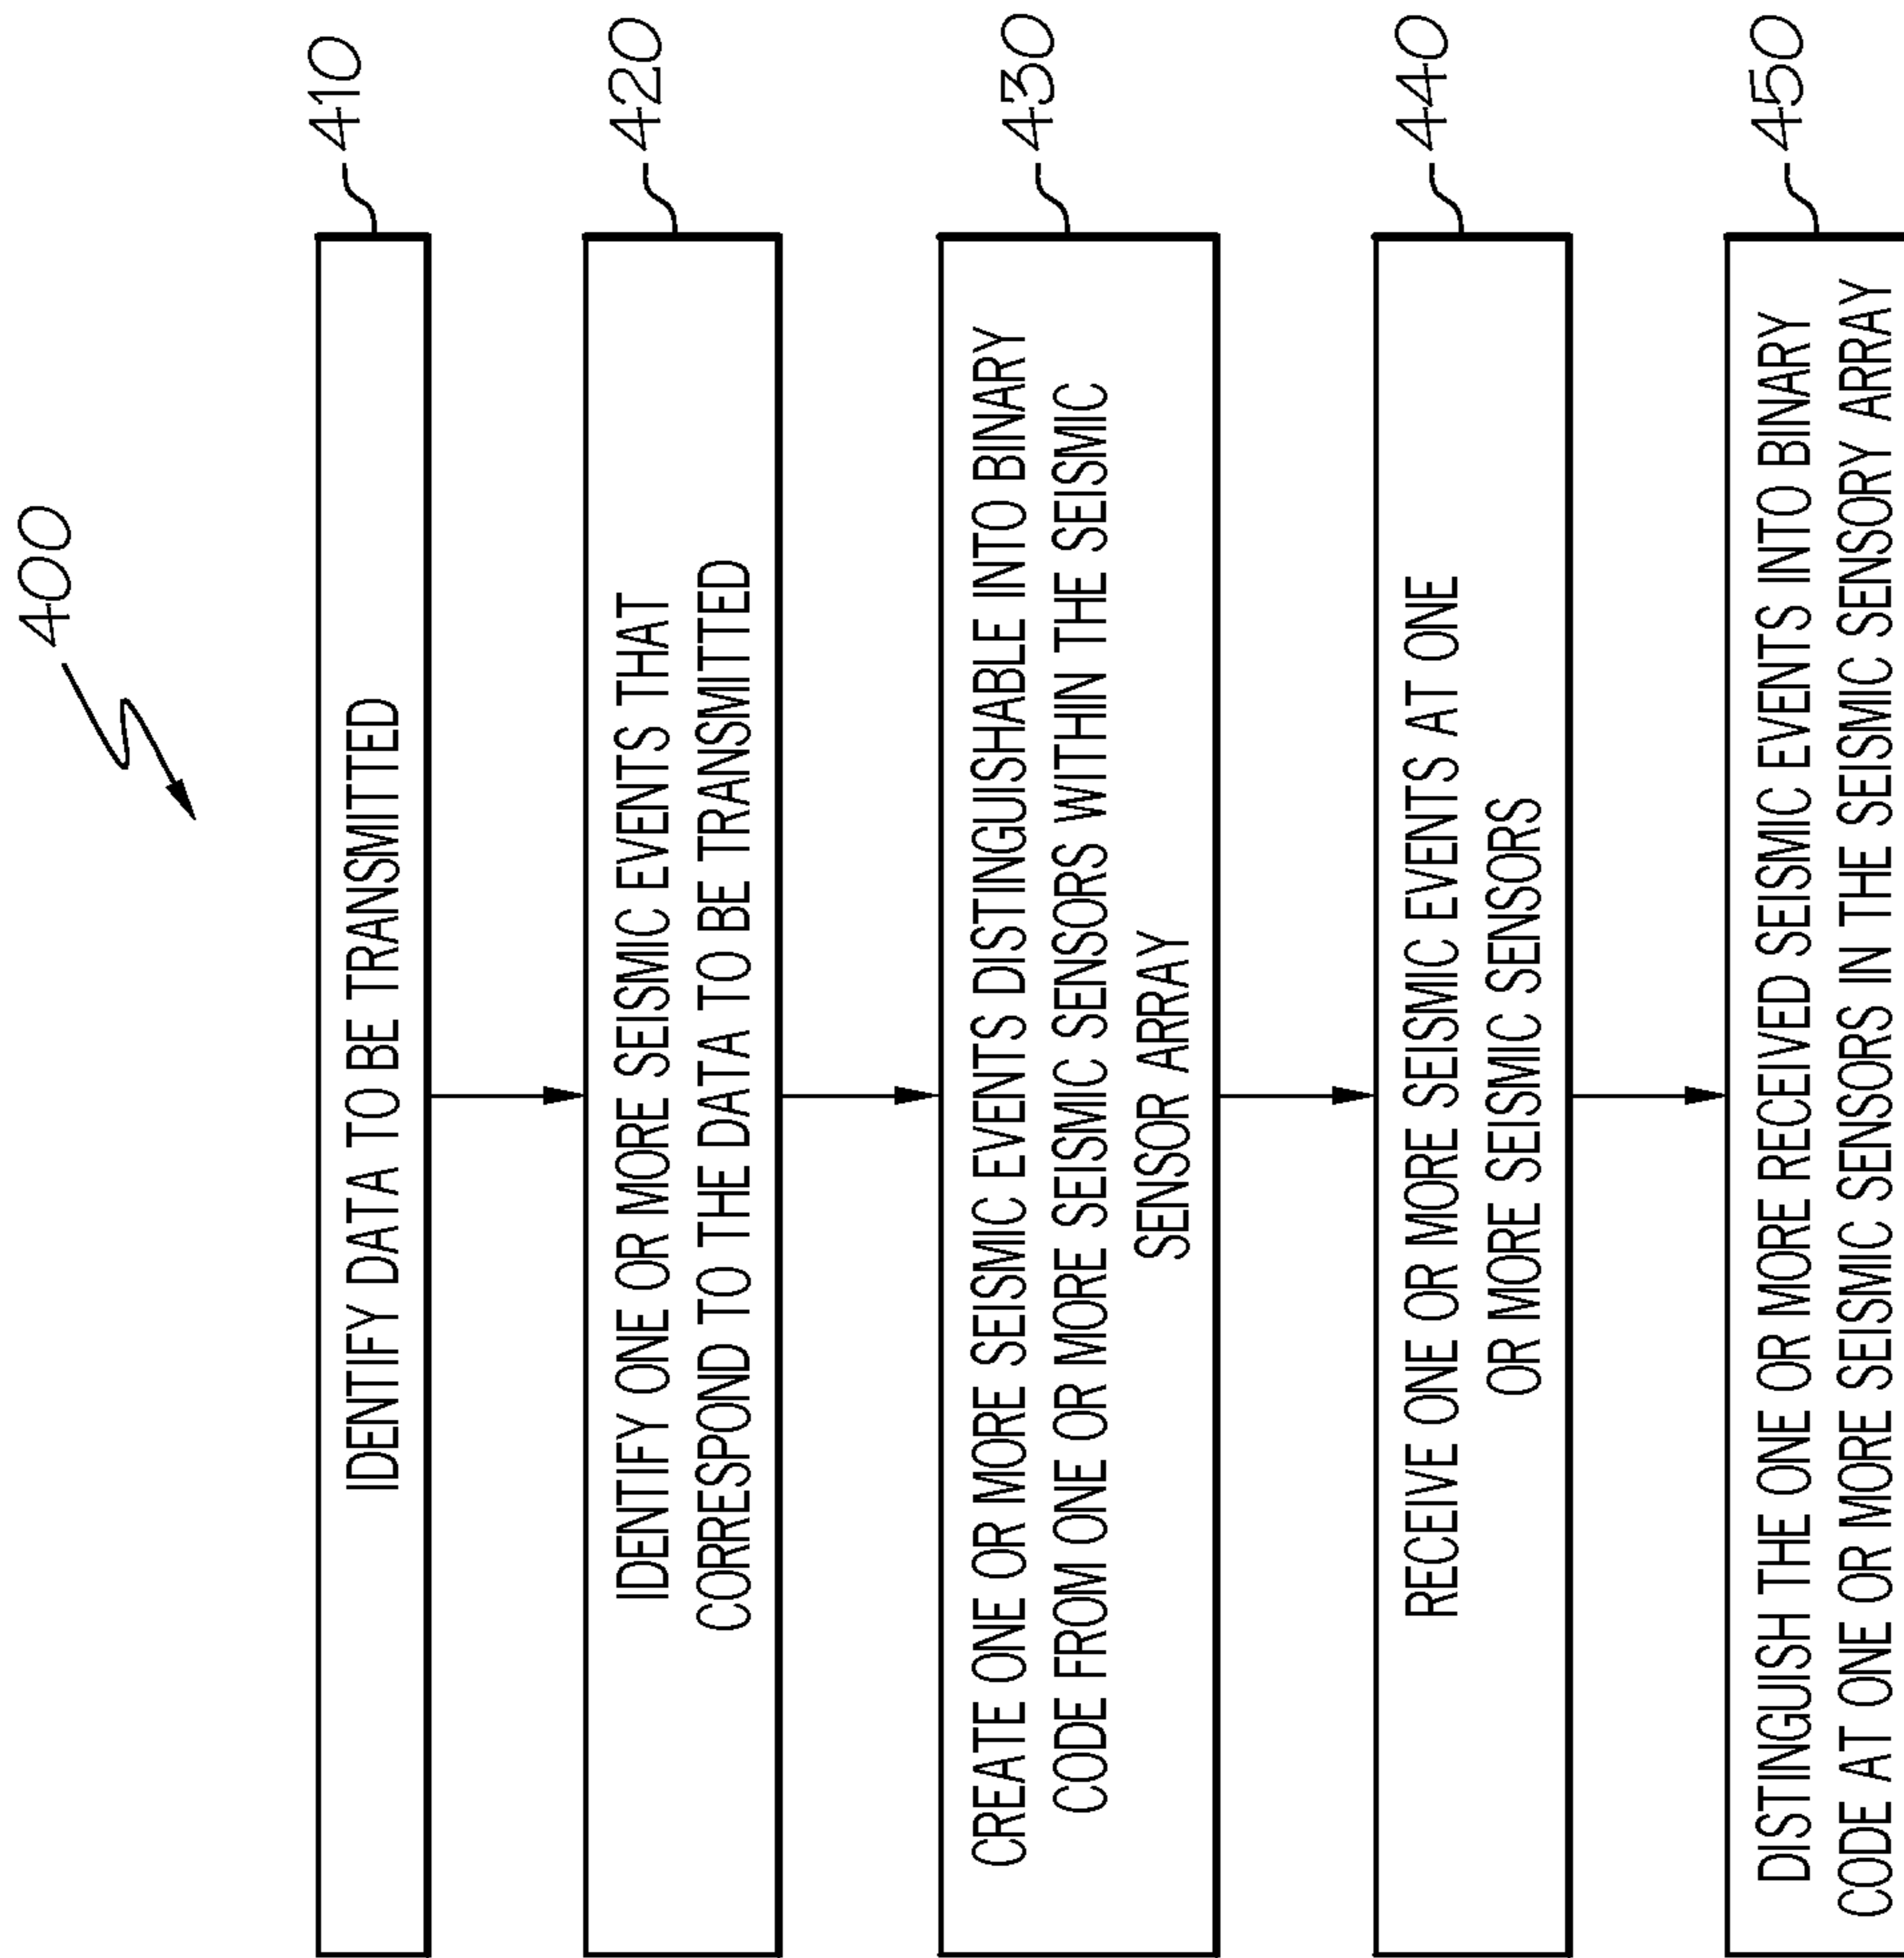 400
410
IDENTIFY DATA TO BE TRANSMITTED
420
IDENTIFY ONE OR MORE SEISMIC EVENTS THAT
CORRESPOND TO THE DATA TO BE TRANSMITTED
430
CREATE ONE OR MORE SEISMIC EVENTS DISTINGUISHABLE INTO BINARY
CODE FROM ONE OR MORE SEISMIC SENSORS WITHIN THE SEISMIC
SENSOR ARRAY
440
RECEIVE ONE OR MORE SEISMIC EVENTS AT ONE
OR MORE SEISMIC SENSORS
450
DISTINGUISH THE ONE OR MORE RECEIVED SEISMIC EVENTS INTO BINARY
CODE AT ONE OR MORE SEISMIC SENSORS IN THE SEISMIC SENSORY ARRAY